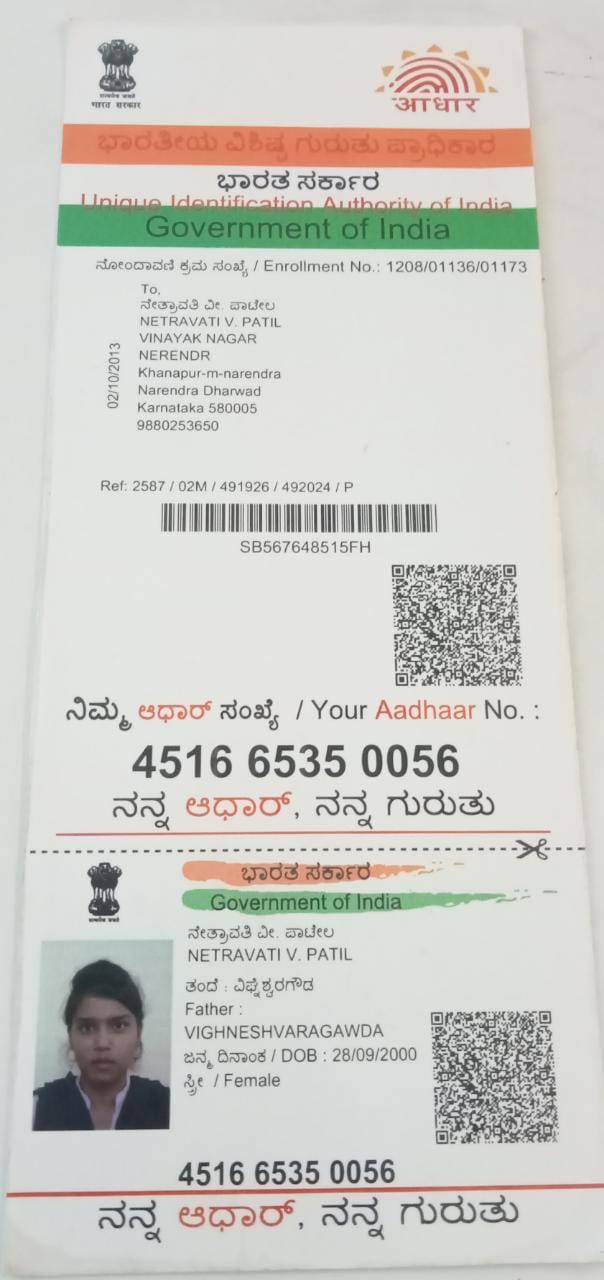 सत्यमेव जयते
भारत सरकार
आधार
ಭಾರತೀಯ ವಿಶಿಷ್ಟ ಗುರುತು ಪ್ರಾಧಿಕಾರ
ಭಾರತ ಸರ್ಕಾರ
Unique Identification Authority of India
Government of India
ನೋಂದಾವಣಿ ಕ್ರಮ ಸಂಖ್ಯೆ / Enrollment No.: 1208/01136/01173
To,
ನೇತ್ರಾವತಿ ವೀ. ಪಾಟೀಲ
NETRAVATI V. PATIL
VINAYAK NAGAR
NERENDR
Khanapur-m-narendra
Narendra Dharwad
Karnataka 580005
9880253650
02/10/2013
Ref: 2587 / 02M / 491926 / 492024 / P
SB567648515FH
ನಿಮ್ಮ ಆಧಾರ್ ಸಂಖ್ಯೆ / Your Aadhaar No. :
4516 6535 0056
ನನ್ನ ಆಧಾರ್, ನನ್ನ ಗುರುತು
ಭಾರತ ಸರ್ಕಾರ
Government of India
सत्यमेव जयते
ನೇತ್ರಾವತಿ ವೀ. ಪಾಟೀಲ
NETRAVATI V. PATIL
ತಂದೆ : ವಿಘ್ನೆಶ್ವರಗೌಡ
Father :
VIGHNESHVARAGAWDA
ಜನ್ಮ ದಿನಾಂಕ / DOB : 28/09/2000
ಸ್ತ್ರೀ / Female
4516 6535 0056
ನನ್ನ ಆಧಾರ್, ನನ್ನ ಗುರುತು